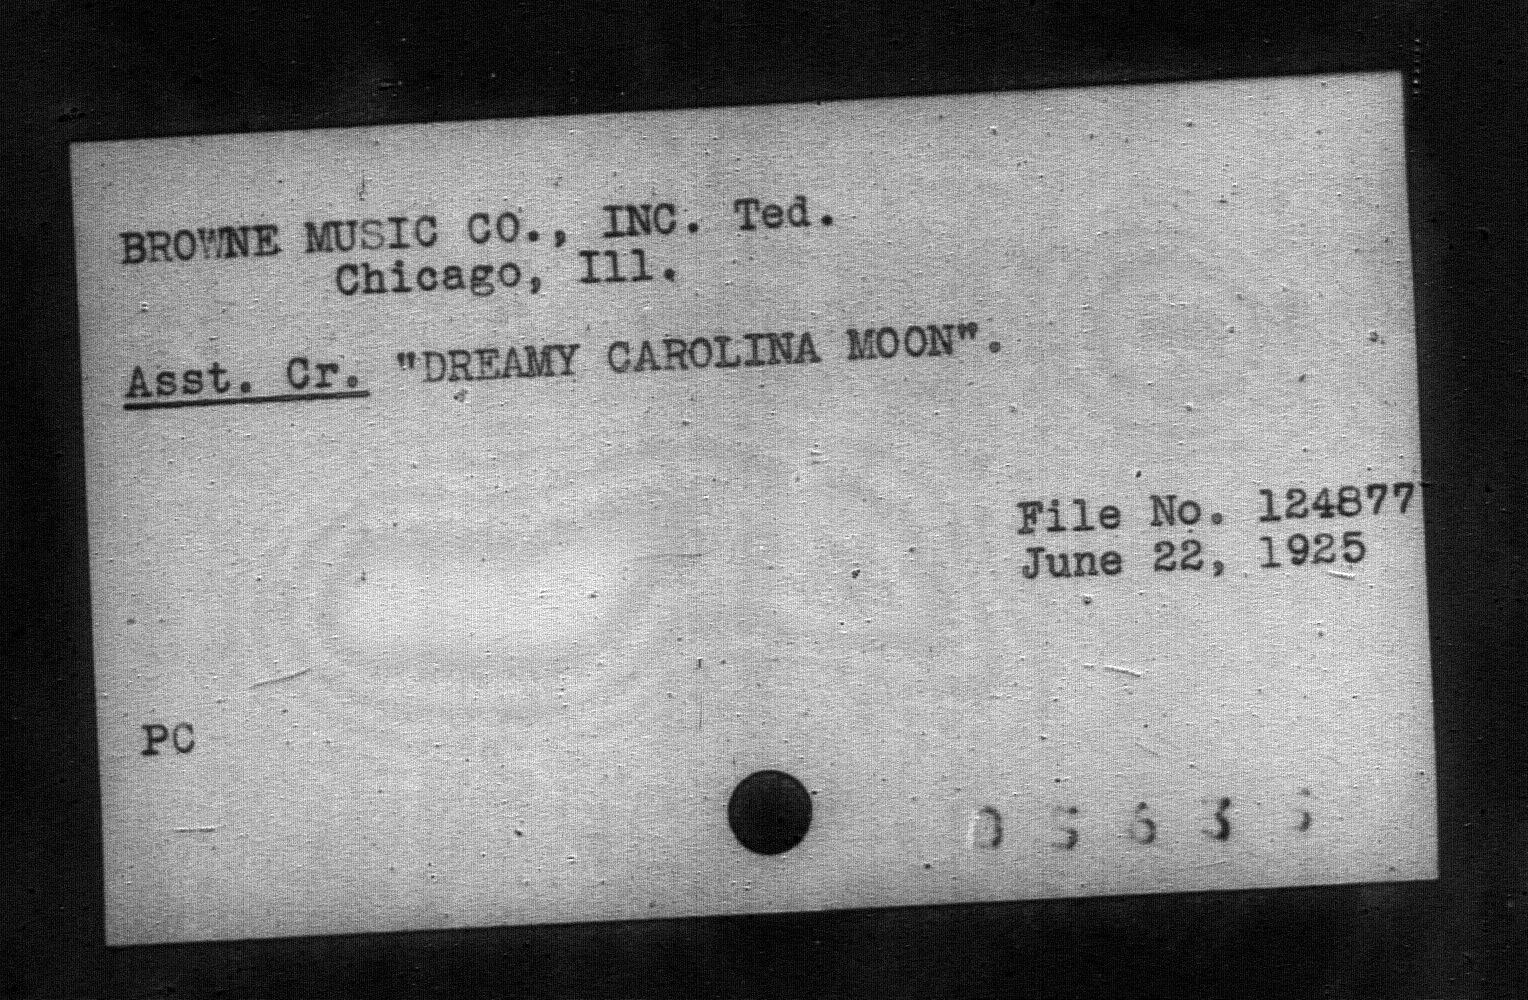 BROWNE MUSIC CO., INC. Ted.
Chicago, Ill.
Asst. Cr. "DREAMY CAROLINA MOON".
File No. 124877
June 22, 1925
PC